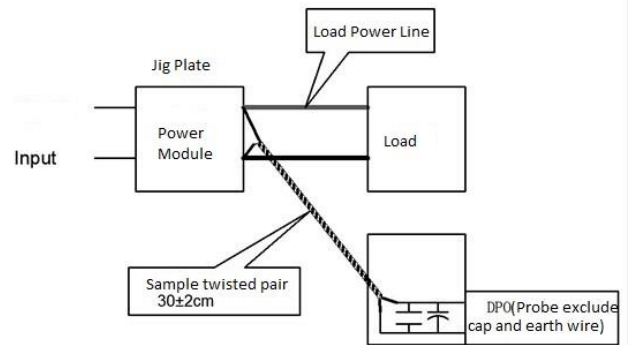 Load Power Line
Jig Plate
Power
Module
Load
Input
Sample twisted pair
30±2cm
DPO(Probe exclude
cap and earth wire)